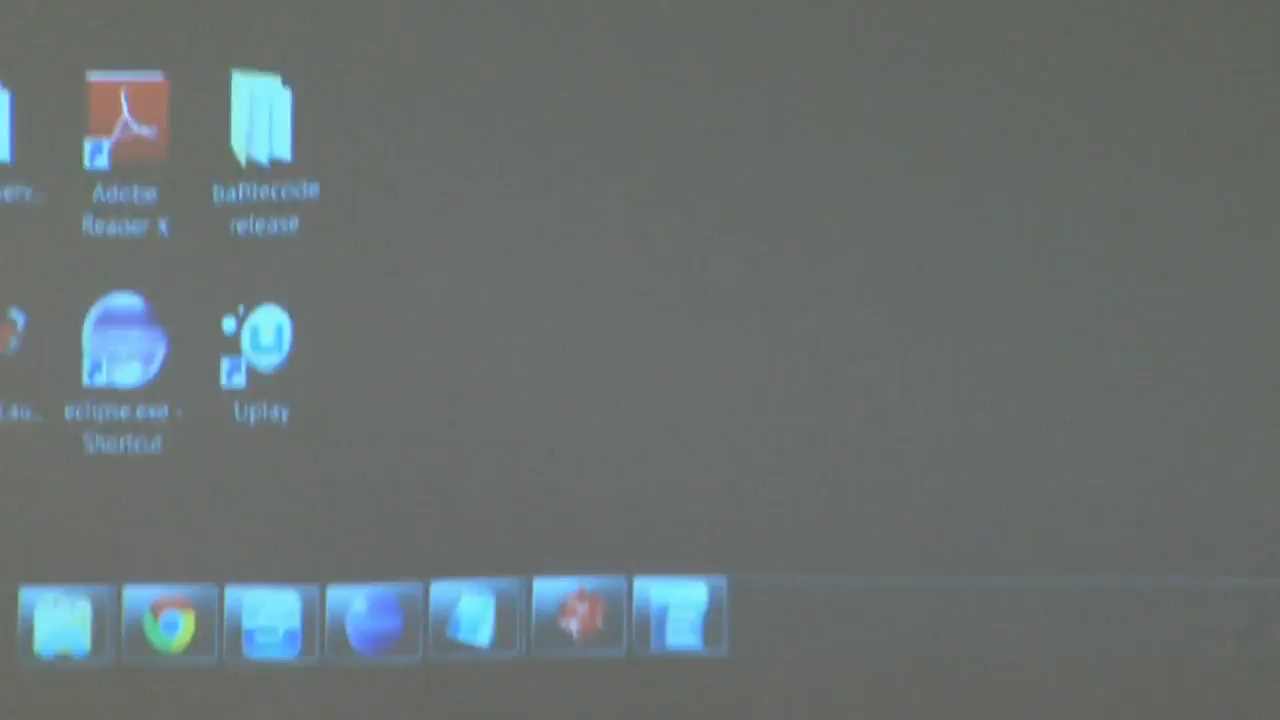 Adobe
Reader X
battlecode
release
eclipse.exe -
Shortcut
Uplay